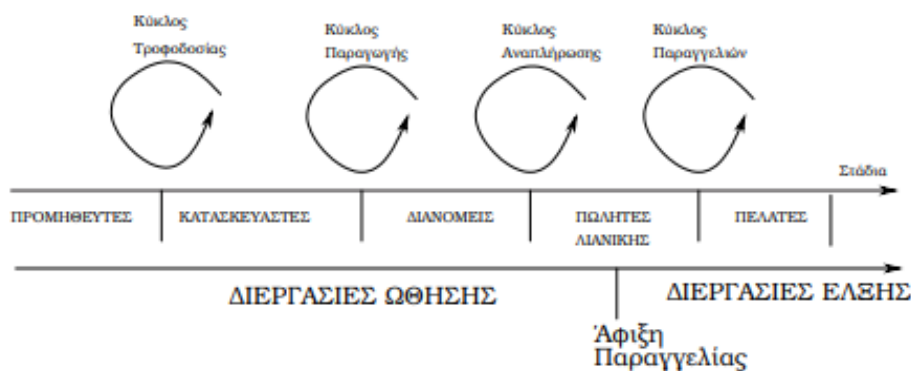 Κύκλος
Τροφοδοσίας
Κύκλος
Παραγωγής
Κύκλος
Αναπλήρωσης
Κύκλος
Παραγγελιών
Στάδια
ΠΡΟΜΗΘΕΥΤΕΣ
ΚΑΤΑΣΚΕΥΑΣΤΕΣ
ΔΙΑΝΟΜΕΙΣ
ΠΩΛΗΤΕΣ
ΛΙΑΝΙΚΗΣ
ΠΕΛΑΤΕΣ
ΔΙΕΡΓΑΣΙΕΣ ΩΘΗΣΗΣ
ΔΙΕΡΓΑΣΙΕΣ ΕΛΞΗΣ
Άφιξη
Παραγγελίας